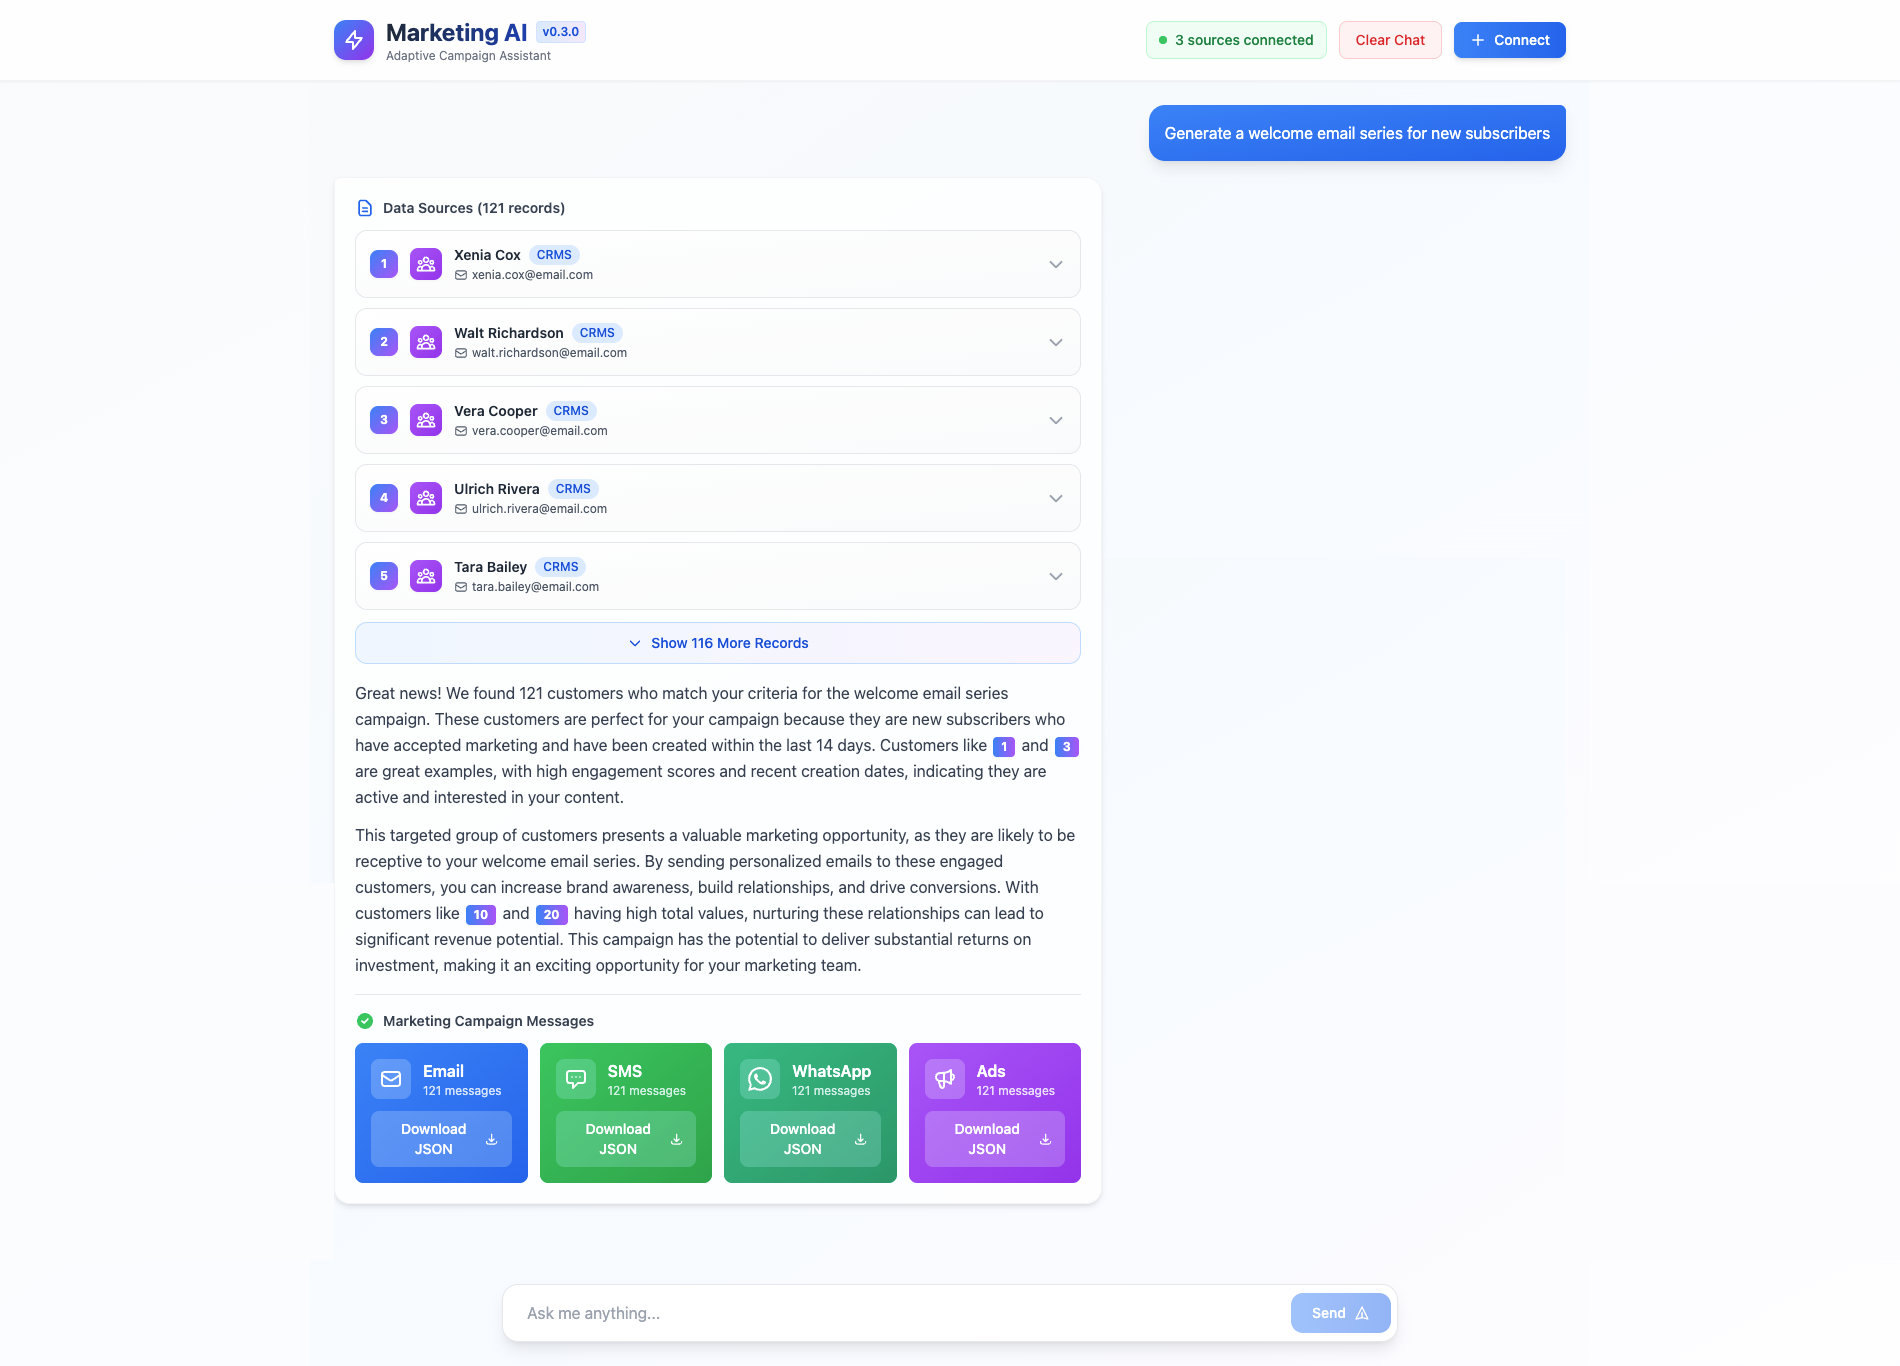 Marketing AI v0.3.0
Adaptive Campaign Assistant
3 sources connected
Clear Chat
Connect
Generate a welcome email series for new subscribers
Data Sources (121 records)
1 Xenia Cox CRMS
xenia.cox@email.com
2 Walt Richardson CRMS
walt.richardson@email.com
3 Vera Cooper CRMS
vera.cooper@email.com
4 Ulrich Rivera CRMS
ulrich.rivera@email.com
5 Tara Bailey CRMS
tara.bailey@email.com
Show 116 More Records
Great news! We found 121 customers who match your criteria for the welcome email series
campaign. These customers are perfect for your campaign because they are new subscribers who
have accepted marketing and have been created within the last 14 days. Customers like 1 and 3
are great examples, with high engagement scores and recent creation dates, indicating they are
active and interested in your content.
This targeted group of customers presents a valuable marketing opportunity, as they are likely to be
receptive to your welcome email series. By sending personalized emails to these engaged
customers, you can increase brand awareness, build relationships, and drive conversions. With
customers like 10 and 20 having high total values, nurturing these relationships can lead to
significant revenue potential. This campaign has the potential to deliver substantial returns on
investment, making it an exciting opportunity for your marketing team.
Marketing Campaign Messages
Email
121 messages
Download
JSON
SMS
121 messages
Download
JSON
WhatsApp
121 messages
Download
JSON
Ads
121 messages
Download
JSON
Ask me anything...
Send